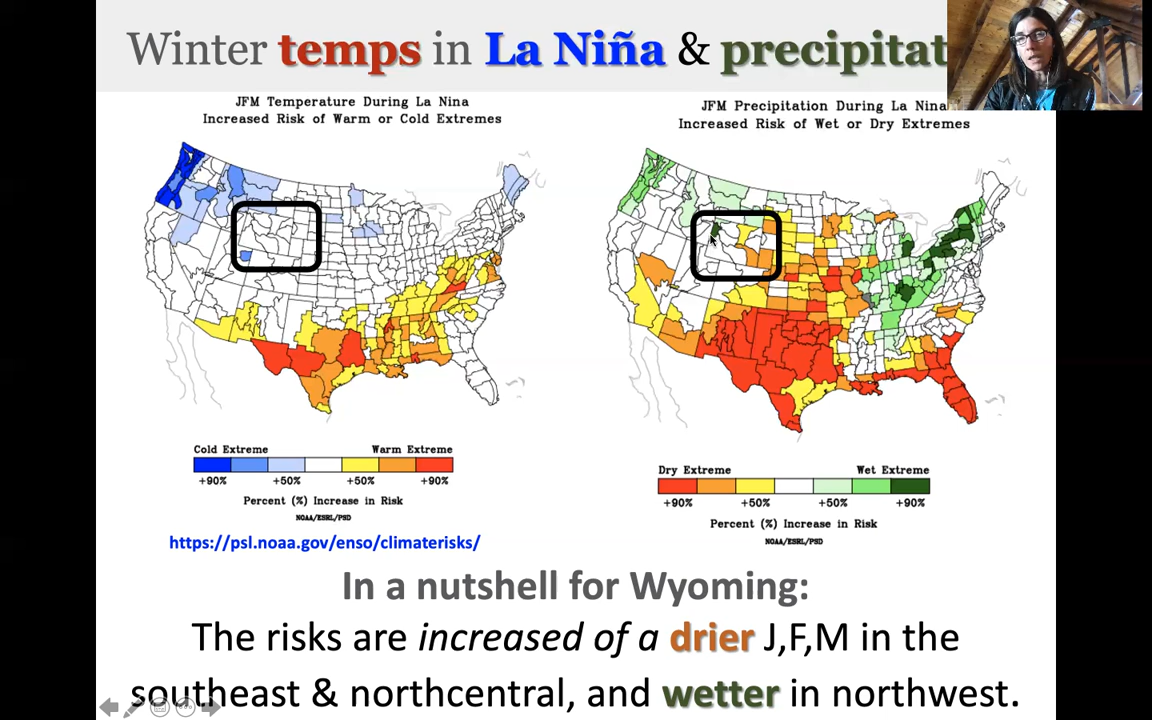 Winter temps in La Niña & precipitat
JFM Temperature During La Nina
Increased Risk of Warm or Cold Extremes
JFM Precipitation During La Nina
Increased Risk of Wet or Dry Extremes
Cold Extreme Warm Extreme
+90% +50% +50% +90%
Percent (%) Increase in Risk
NOAA/ESRL/PSD
Dry Extreme Wet Extreme
+90% +50% +50% +90%
Percent (%) Increase in Risk
NOAA/ESRL/PSD
https://psl.noaa.gov/enso/climaterisks/
In a nutshell for Wyoming:
The risks are increased of a drier J,F,M in the
southeast & northcentral, and wetter in northwest.